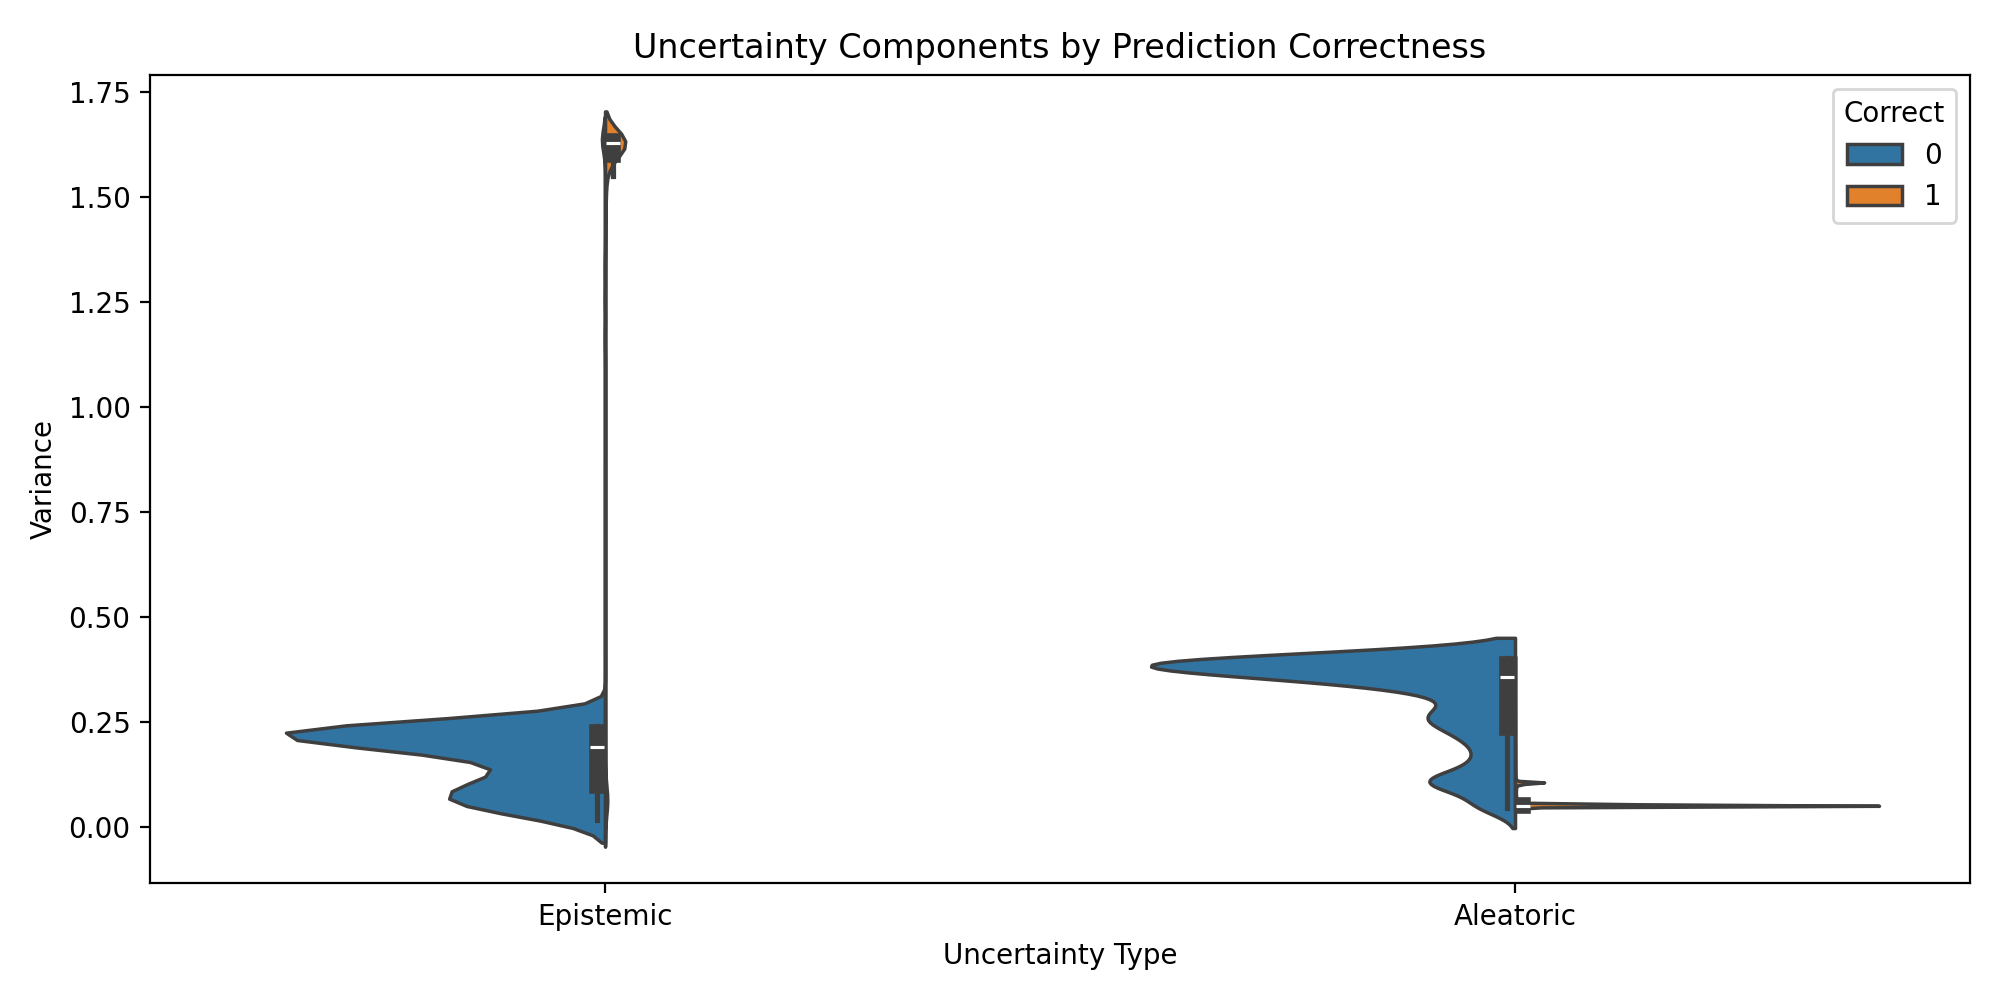 Uncertainty Components by Prediction Correctness
Correct
0
1
1.75
1.50
1.25
1.00
0.75
0.50
0.25
0.00
Variance
Epistemic
Aleatoric
Uncertainty Type